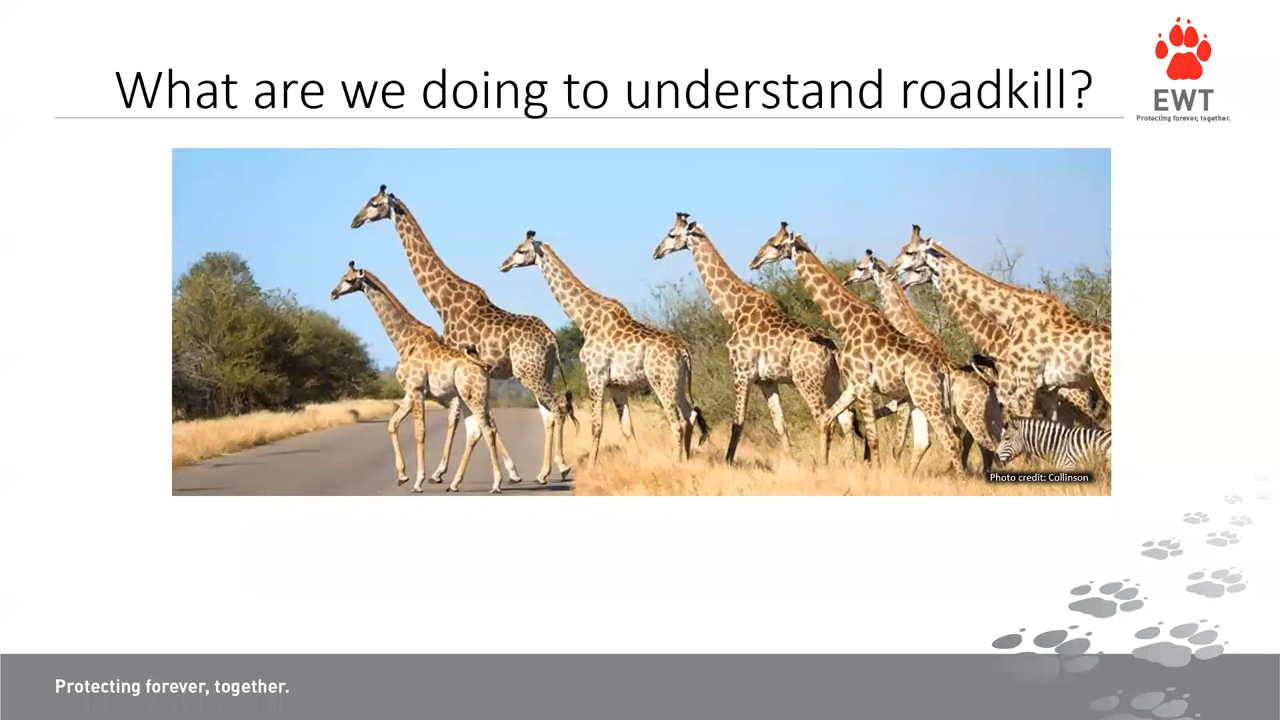 What are we doing to understand roadkill?
EWT
Protecting forever, together.
Photo credit: Collinson
Protecting forever, together.